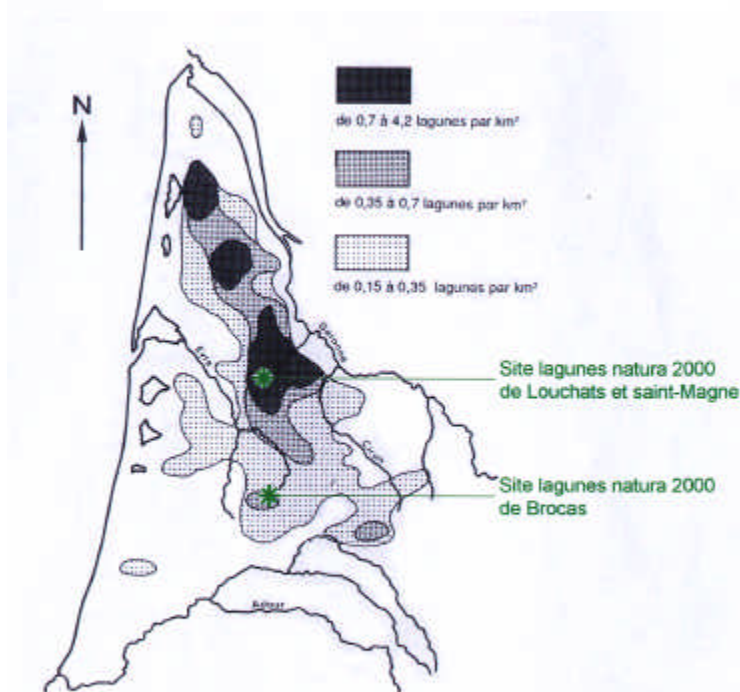 N
de 0,7 à 4,2 lagunes par km²
de 0,35 à 0,7 lagunes par km²
de 0,15 à 0,35 lagunes par km²
Garonne
Eyre
Site lagunes natura 2000
de Louchats et saint-Magne
Ciron
Site lagunes natura 2000
de Brocas
Adour